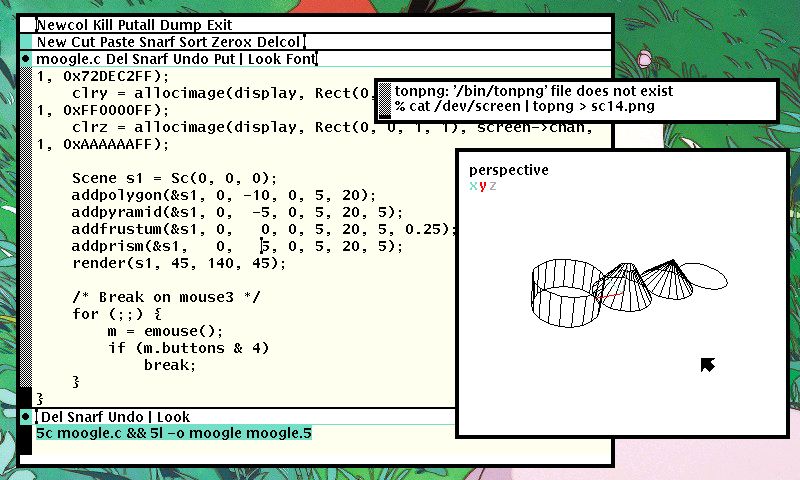 Newcol Kill Putall Dump Exit
New Cut Paste Snarf Sort Zerox Delcol
moogle.c Del Snarf Undo Put | Look Font
1, 0x72DEC2FF);
clry = allocimage(display, Rect(0,
1, 0xFF0000FF);
clrz = allocimage(display, Rect(0, 0, 1, 1), screen->chan,
1, 0xAAAAAAFF);
Scene s1 = Sc(0, 0, 0);
addpolygon(&s1, 0, -10, 0, 5, 20);
addpyramid(&s1, 0,  -5, 0, 5, 20, 5);
addfrustum(&s1, 0,   0, 0, 5, 20, 5, 0.25);
addprism(&s1,   0,   5, 0, 5, 20, 5);
render(s1, 45, 140, 45);
/* Break on mouse3 */
for (;;) {
m = emouse();
if (m.buttons & 4)
break;
}
}
Del Snarf Undo | Look
5c moogle.c && 5l -o moogle moogle.5
tonpng: '/bin/tonpng' file does not exist
% cat /dev/screen | topng > sc14.png
perspective
x y z